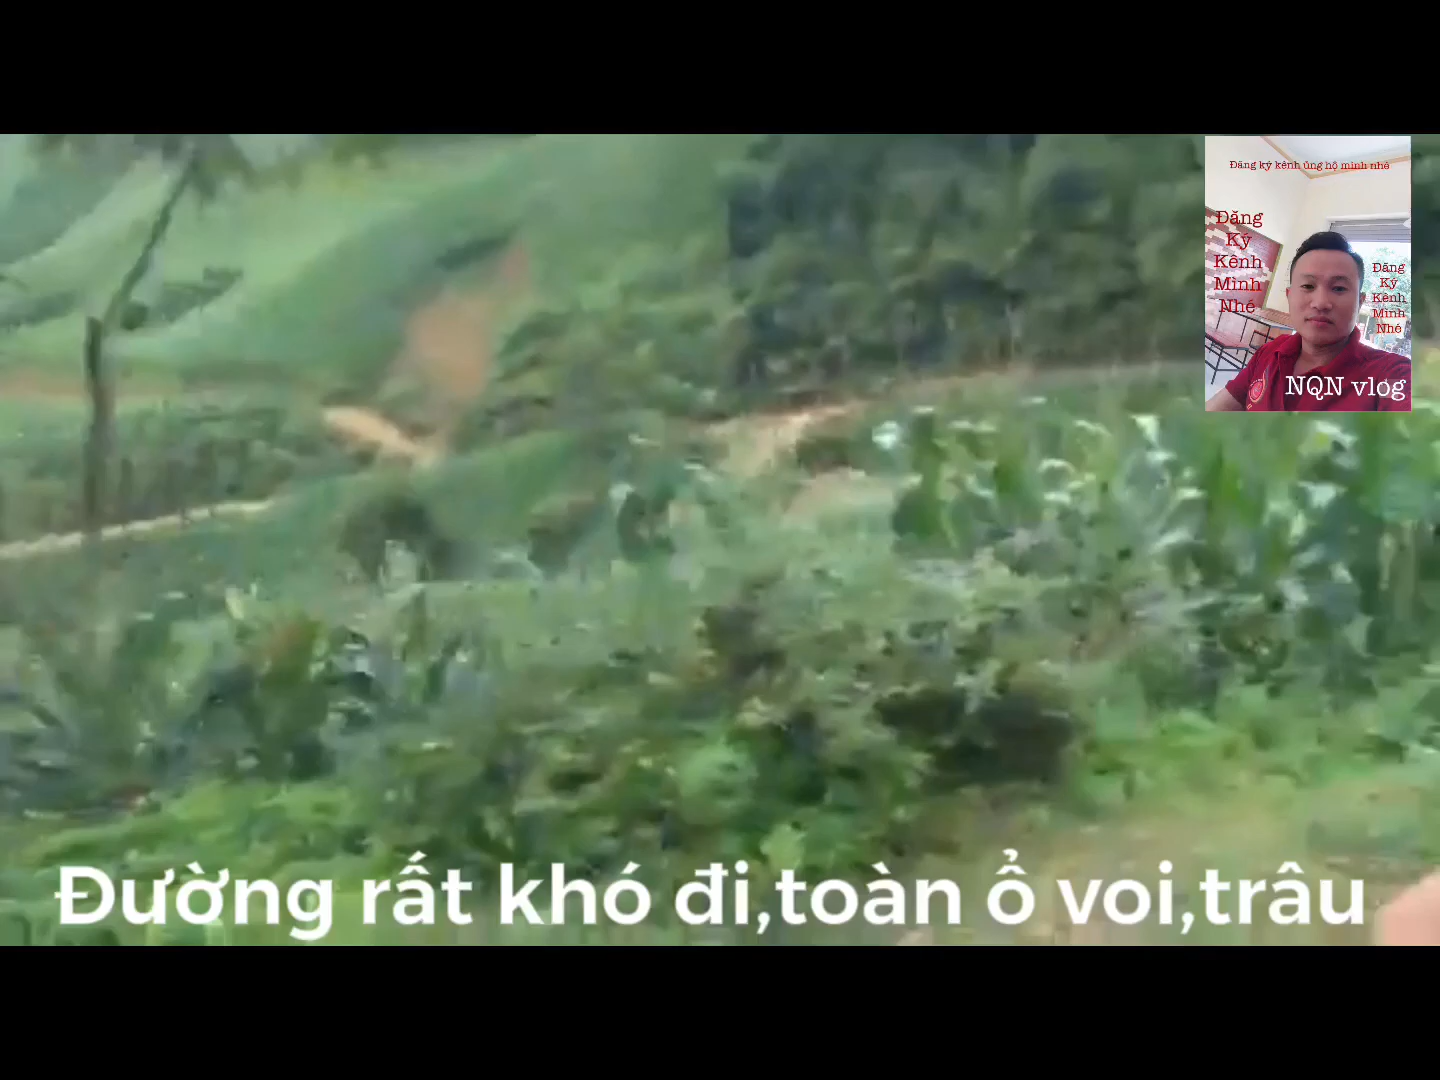 Đăng ký kênh ủng hộ mình nhé
Đăng
Ký
Kênh
Mình
Nhé
Đăng
Ký
Kênh
Mình
Nhé
NQN vlog
Đường rất khó đi,toàn ổ voi,trâu